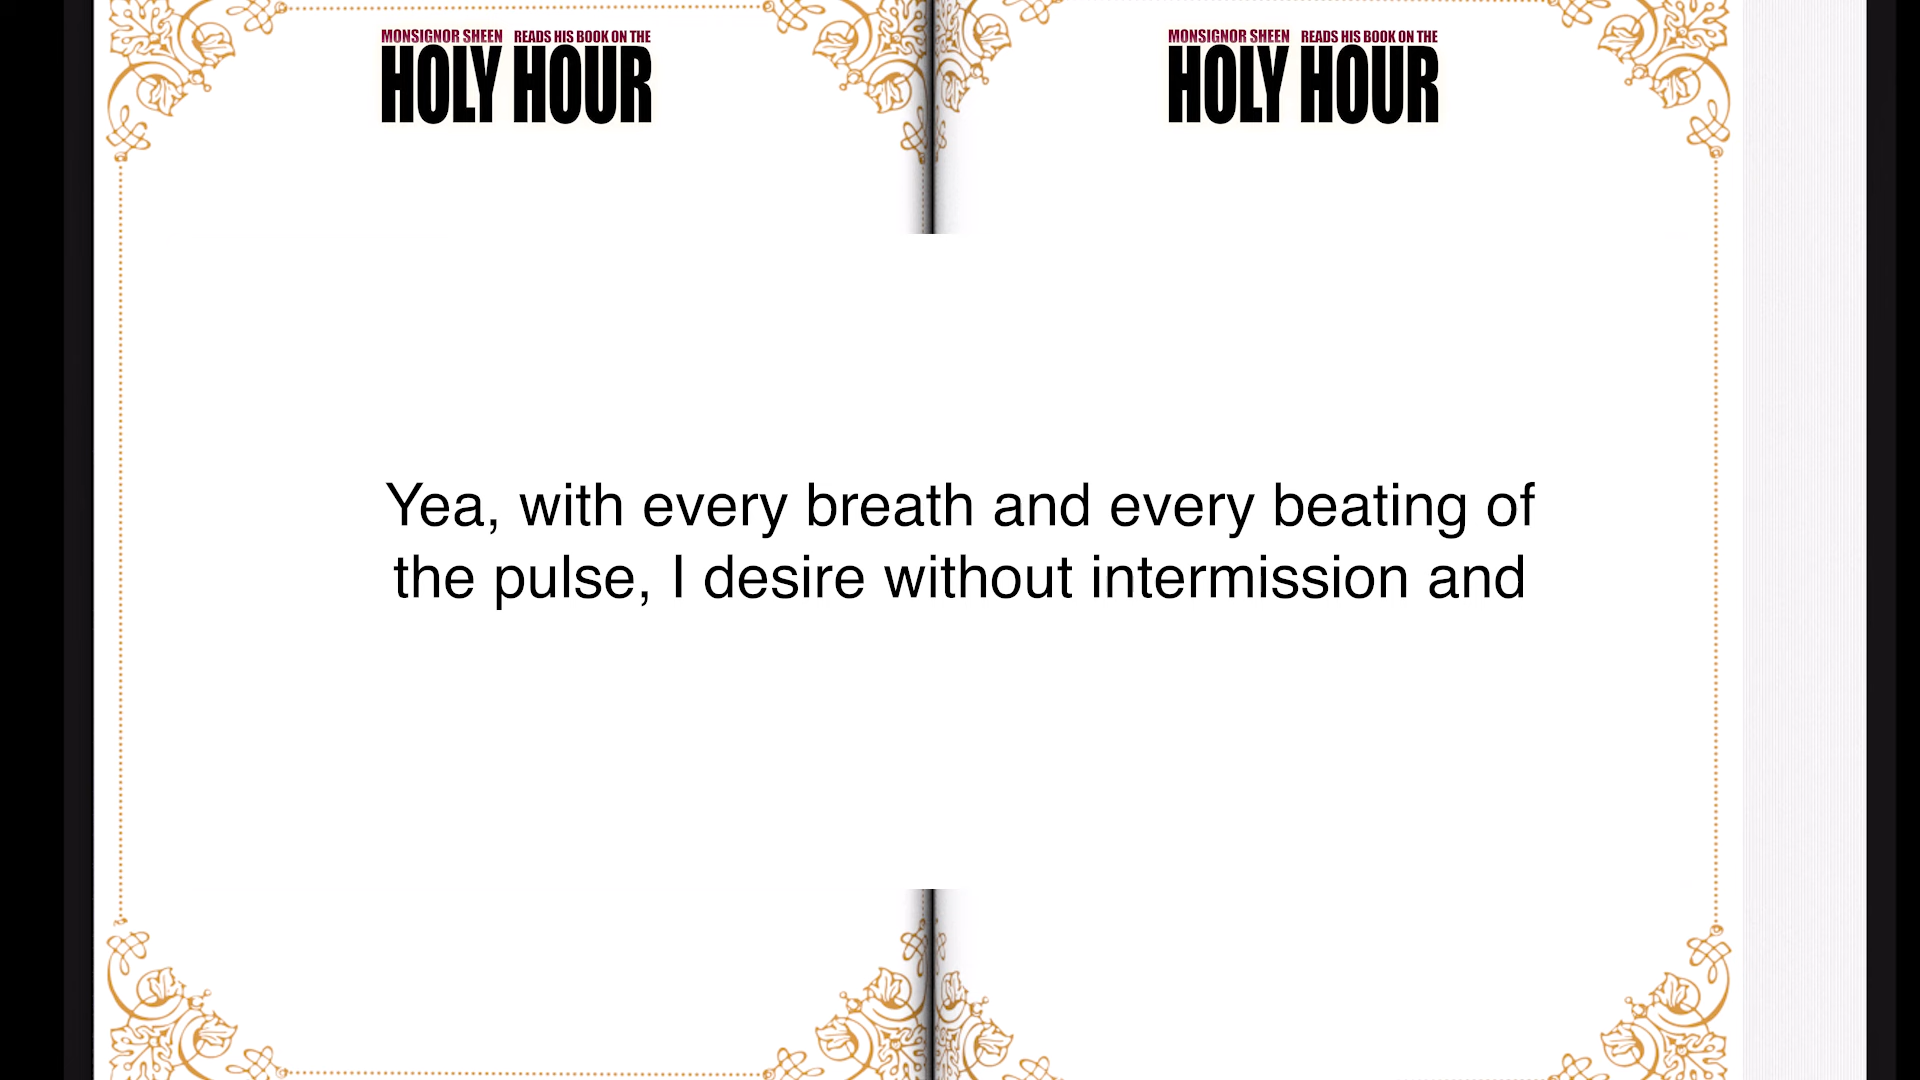 MONSIGNOR SHEEN READS HIS BOOK ON THE
HOLY HOUR
MONSIGNOR SHEEN READS HIS BOOK ON THE
HOLY HOUR
Yea, with every breath and every beating of
the pulse, I desire without intermission and